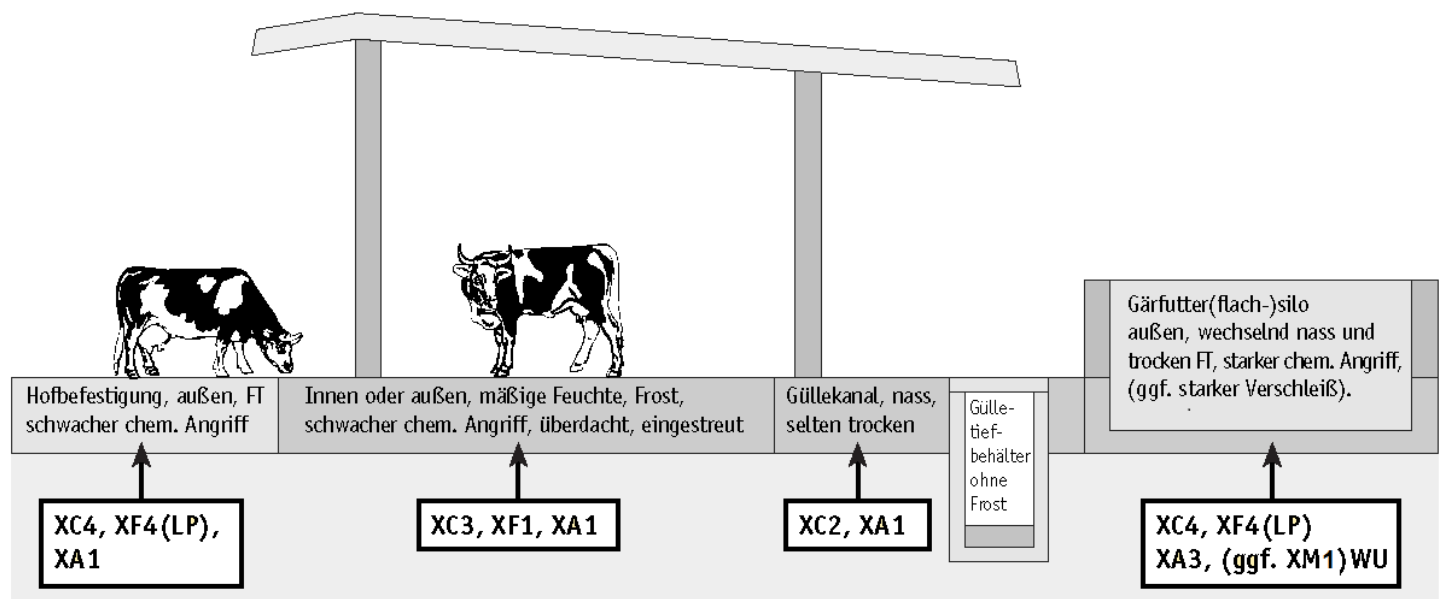 Hofbefestigung, außen, FT
schwacher chem. Angriff
Innen oder außen, mäßige Feuchte, Frost,
schwacher chem. Angriff, überdacht, eingestreut
Güllekanal, nass,
selten trocken
Gülle-
tief-
behälter
ohne
Frost
Gärfutter(flach-)silo
außen, wechselnd nass und
trocken FT, starker chem. Angriff,
(ggf. starker Verschleiß).
XC4, XF4(LP),
XA1
XC3, XF1, XA1
XC2, XA1
XC4, XF4(LP)
XA3, (ggf. XM1)WU